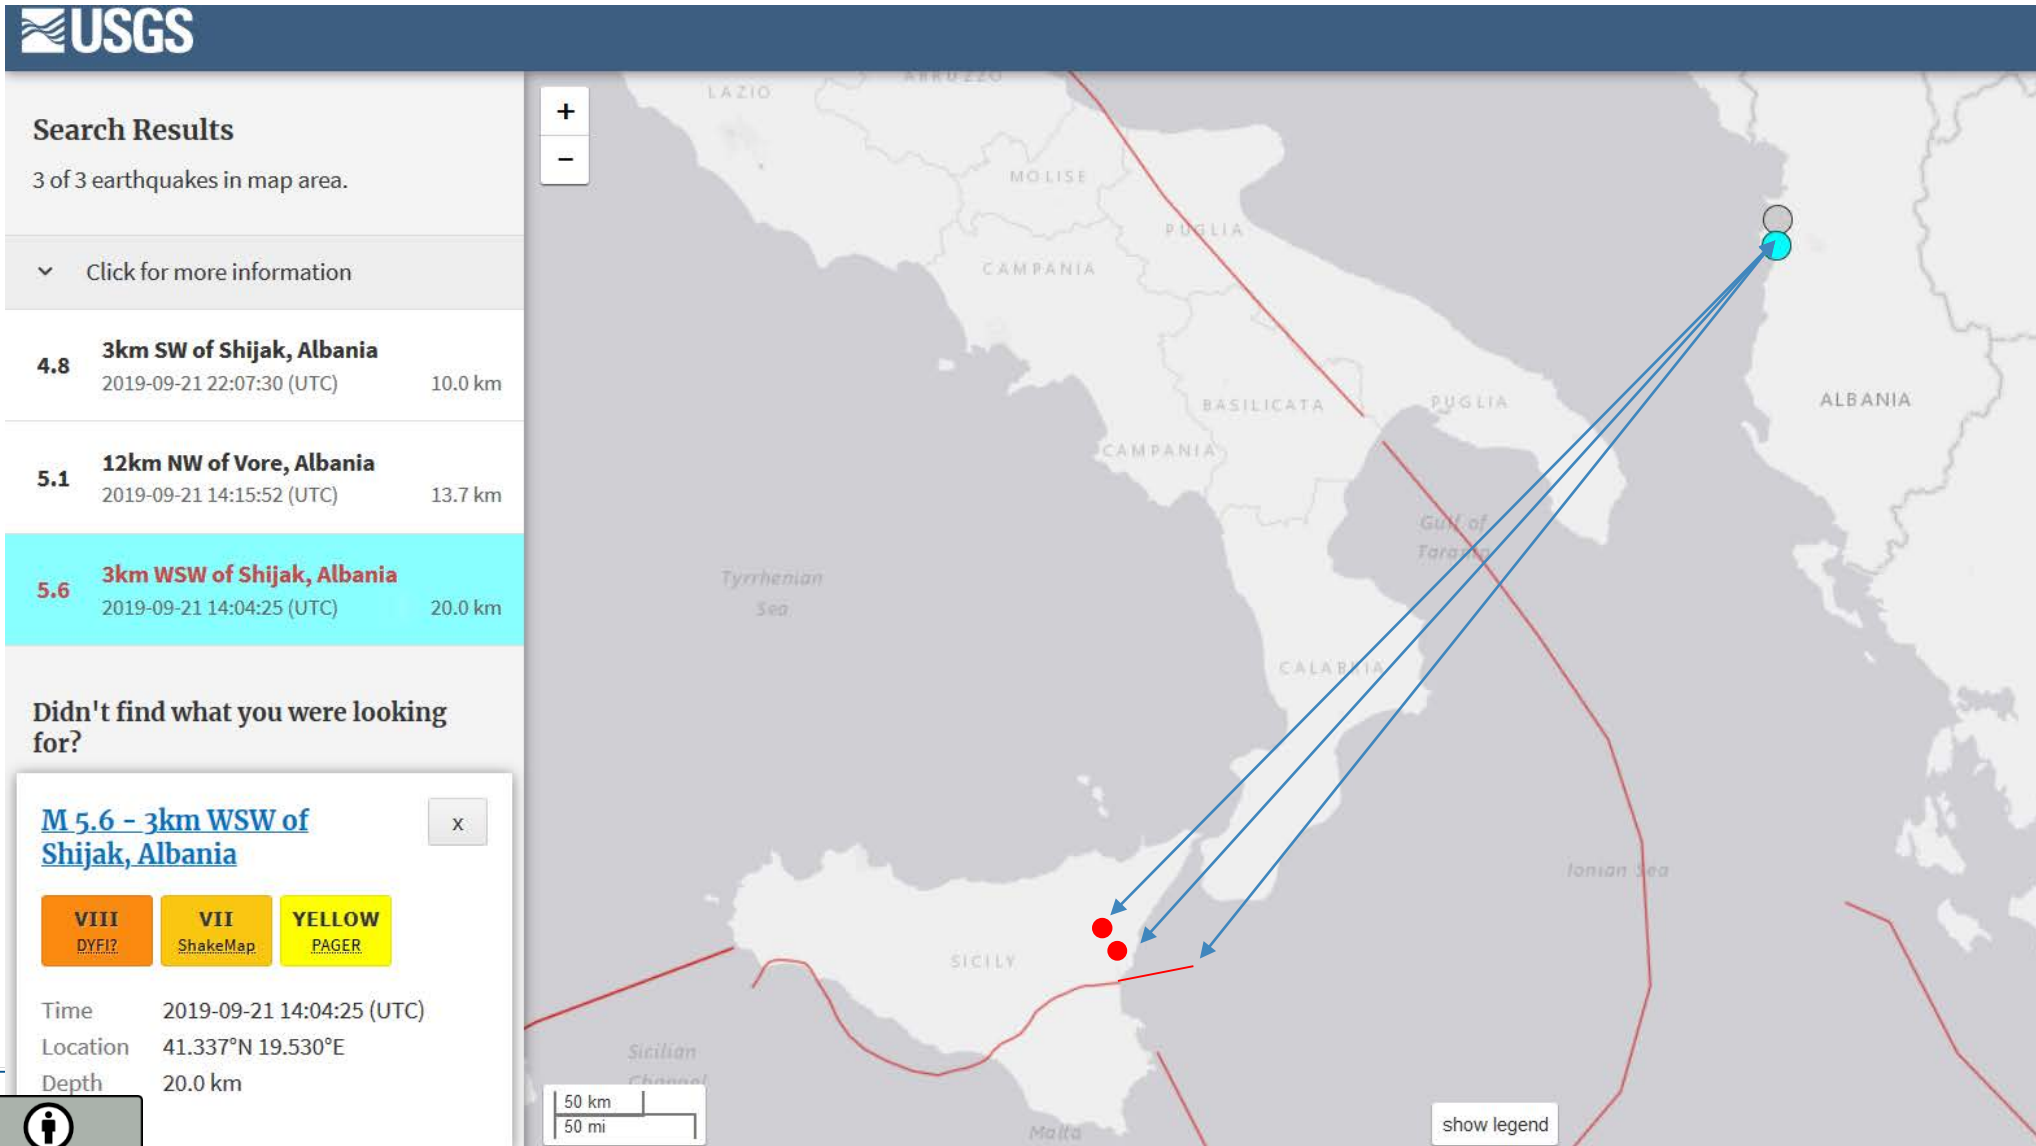 USGS
Search Results
3 of 3 earthquakes in map area.
Click for more information
4.8
3km SW of Shijak, Albania
2019-09-21 22:07:30 (UTC) 10.0 km
5.1
12km NW of Vore, Albania
2019-09-21 14:15:52 (UTC) 13.7 km
5.6
3km WSW of Shijak, Albania
2019-09-21 14:04:25 (UTC) 20.0 km
Didn't find what you were looking
for?
M 5.6 - 3km WSW of
Shijak, Albania
x
VIII
DYFI?
VII
ShakeMap
YELLOW
PAGER
Time 2019-09-21 14:04:25 (UTC)
Location 41.337°N 19.530°E
Depth 20.0 km
+
−
ABRUZZO
LAZIO
MOLISE
PUGLIA
CAMPANIA
ALBANIA
BASILICATA
PUGLIA
CAMPANIA
Gulf of
Taranto
Tyrrhenian
Sea
CALABRIA
Ionian Sea
SICILY
Sicilian
Channel
50 km
50 mi
Malta
show legend